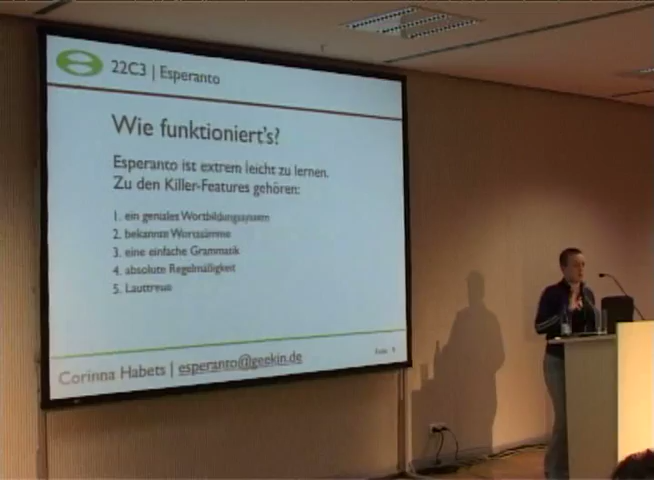 22C3 | Esperanto
Wie funktioniert's?
Esperanto ist extrem leicht zu lernen.
Zu den Killer-Features gehören:
1. ein geniales Wortbildungssystem
2. bekannte Wortstämme
3. eine einfache Grammatik
4. absolute Regelmäßigkeit
5. Lauttreue
Corinna Habets | esperanto@geekin.de